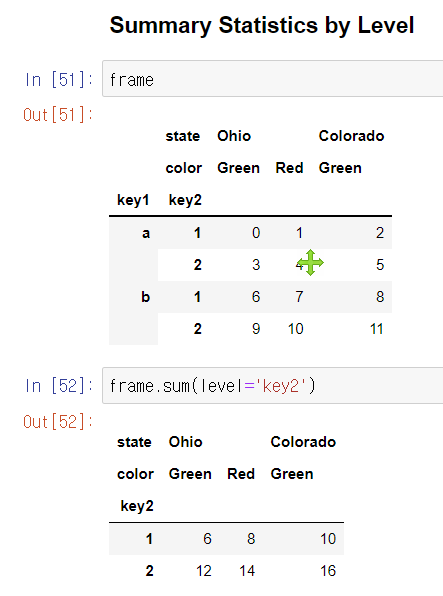 Summary Statistics by Level
In [51]: frame
Out[51]:
state Ohio Colorado
color Green Red Green
key1 key2
a 1 0 1 2
2 3 4 5
b 1 6 7 8
2 9 10 11
In [52]: frame.sum(level='key2')
Out[52]:
state Ohio Colorado
color Green Red Green
key2
1 6 8 10
2 12 14 16